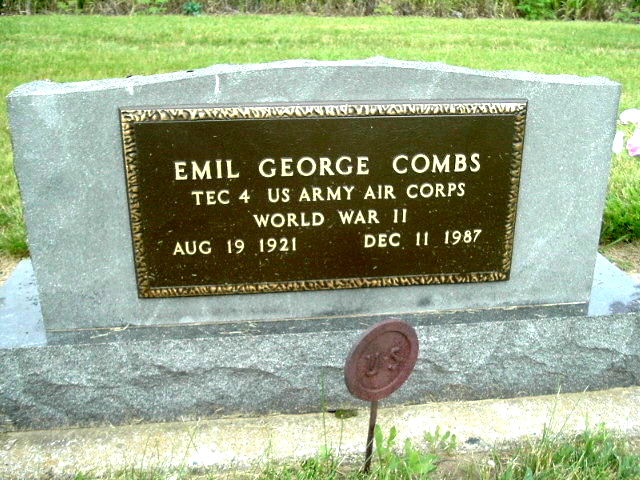 EMIL GEORGE COMBS
TEC 4 US ARMY AIR CORPS
WORLD WAR II
AUG 19 1921 DEC 11 1987
US